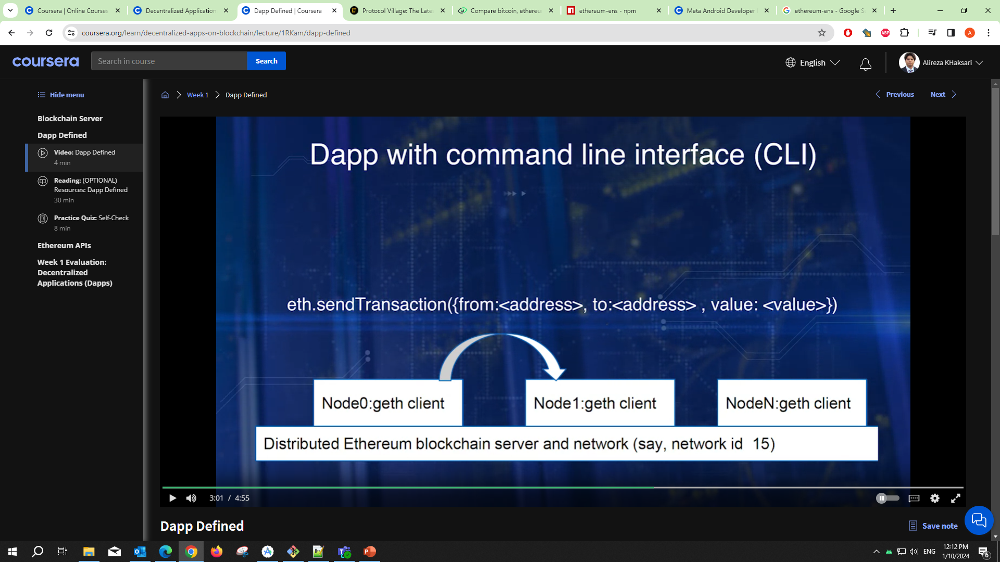 Coursera | Online Courses
Decentralized Application
Dapp Defined | Coursera
Protocol Village: The Late
Compare bitcoin, ethereu
ethereum-ens - npm
Meta Android Developer
ethereum-ens - Google S
coursera.org/learn/decentralized-apps-on-blockchain/lecture/1RKam/dapp-defined
ABP
A
coursera
Search in course
Search
English
Alireza KHaksari
Hide menu
Week 1
Dapp Defined
Previous
Next
Blockchain Server
Dapp Defined
Video: Dapp Defined
4 min
Reading: (OPTIONAL)
Resources: Dapp Defined
30 min
Practice Quiz: Self-Check
8 min
Ethereum APIs
Week 1 Evaluation:
Decentralized
Applications (Dapps)
Dapp with command line interface (CLI)
eth.sendTransaction({from:<address>, to:<address> , value: <value>})
Node0:geth client
Node1:geth client
NodeN:geth client
Distributed Ethereum blockchain server and network (say, network id 15)
3:01 / 4:55
Dapp Defined
Save note
ENG
12:12 PM
1/10/2024
6